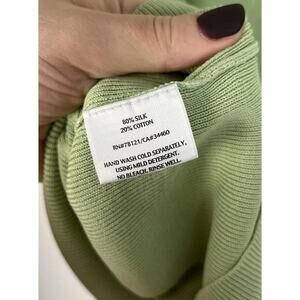 80% SILK
20% COTTON
RN#78121/CA#34460
HAND WASH COLD SEPARATELY,
USING MILD DETERGENT.
NO BLEACH. RINSE WELL.